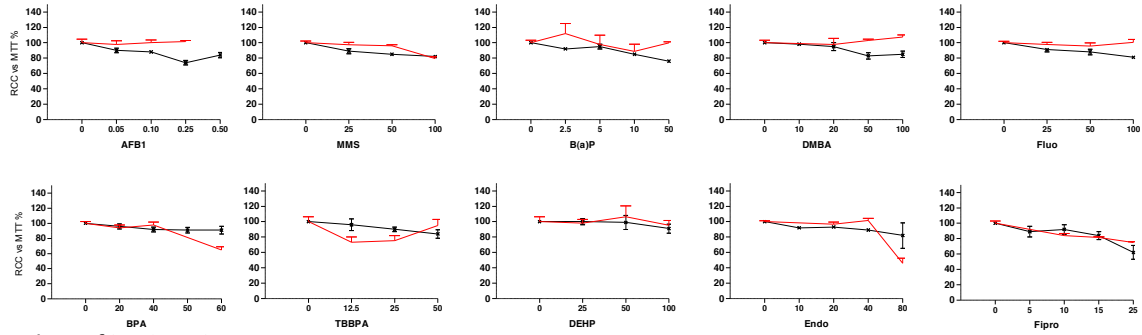 140 140 140 140 140
120 120 120 120 120
100 100 100 100 100
80 80 80 80 80
60 60 60 60 60
40 40 40 40 40
20 20 20 20 20
0 0 0 0 0
RCC vs MTT %
0 0.05 0.10 0.25 0.50 0 25 50 100 0 2.5 5 10 50 0 10 20 50 100 0 25 50 100
AFB1 MMS B(a)P DMBA Fluo
140 140 140 140 140
120 120 120 120 120
100 100 100 100 100
80 80 80 80 80
60 60 60 60 60
40 40 40 40 40
20 20 20 20 20
0 0 0 0 0
RCC vs MTT %
0 20 40 50 60 0 12.5 25 50 0 25 50 100 0 10 20 40 80 0 5 10 15 25
BPA TBBPA DEHP Endo Fipro